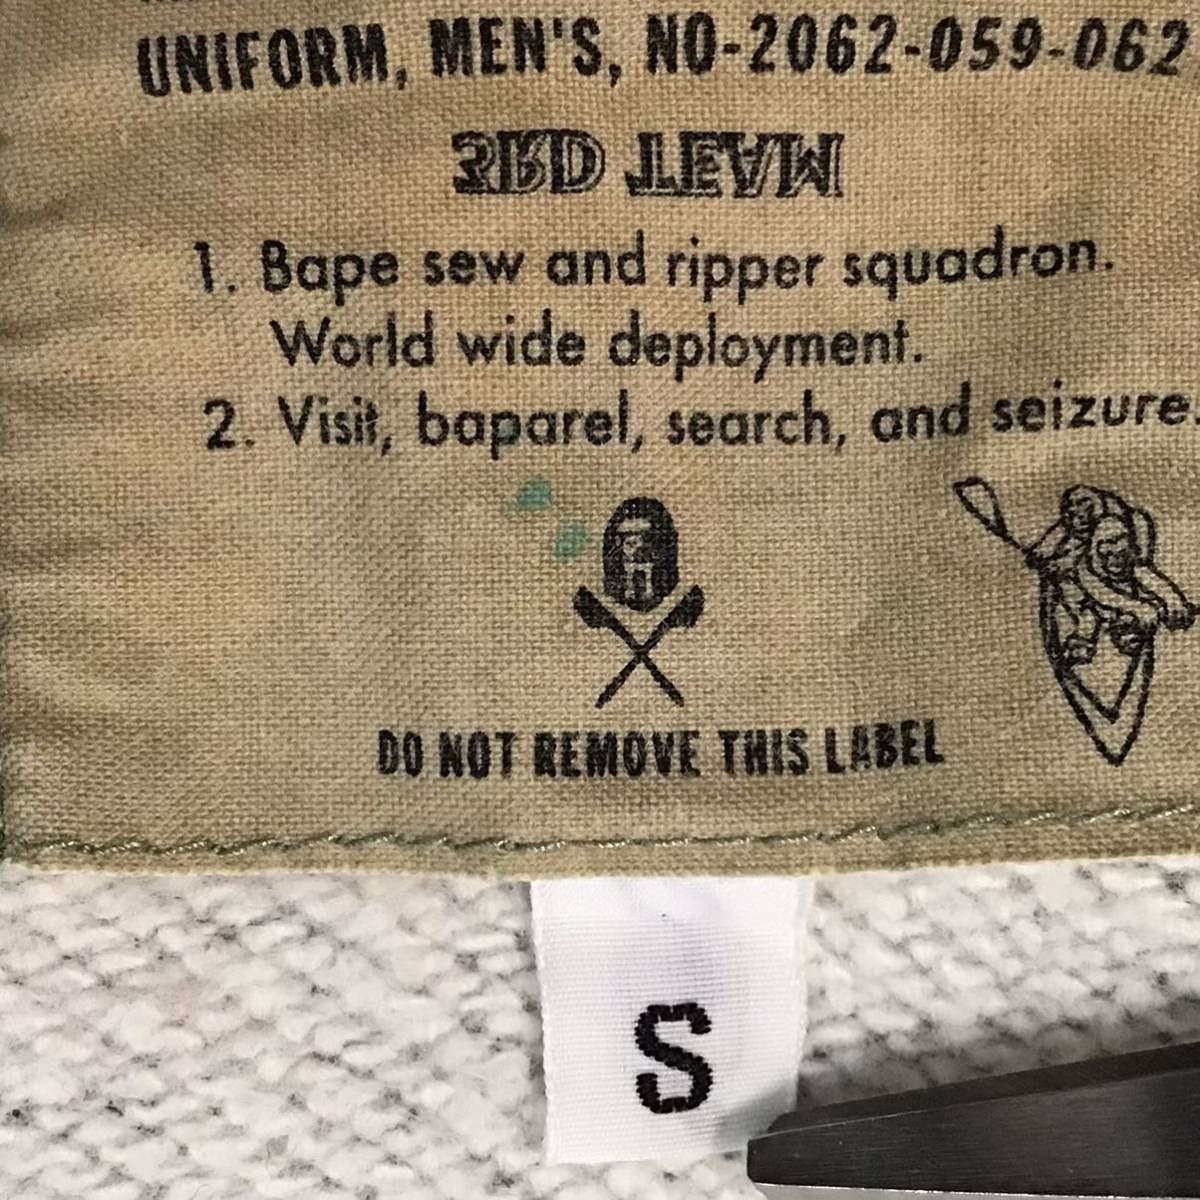 UNIFORM, MEN'S, NO-2062-059-062
3RD TEAM
1. Bape sew and ripper squadron.
World wide deployment.
2. Visit, baparel, search, and seizure.
DO NOT REMOVE THIS LABEL
S